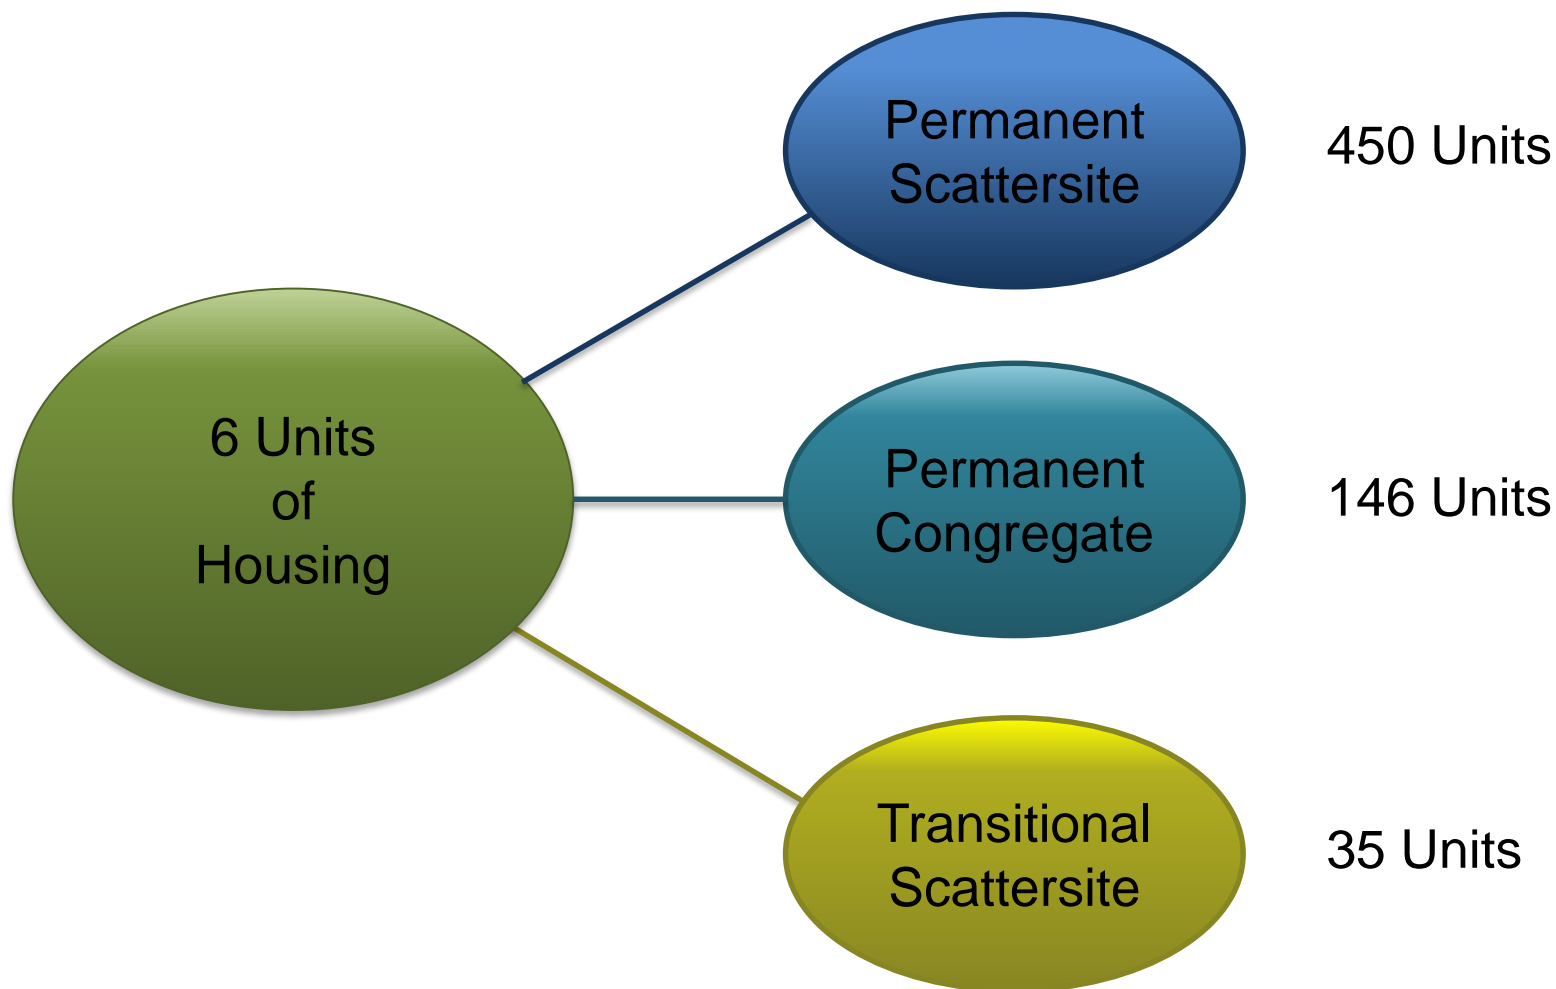 6 Units
of
Housing
Permanent
Scattersite
450 Units
Permanent
Congregate
146 Units
Transitional
Scattersite
35 Units